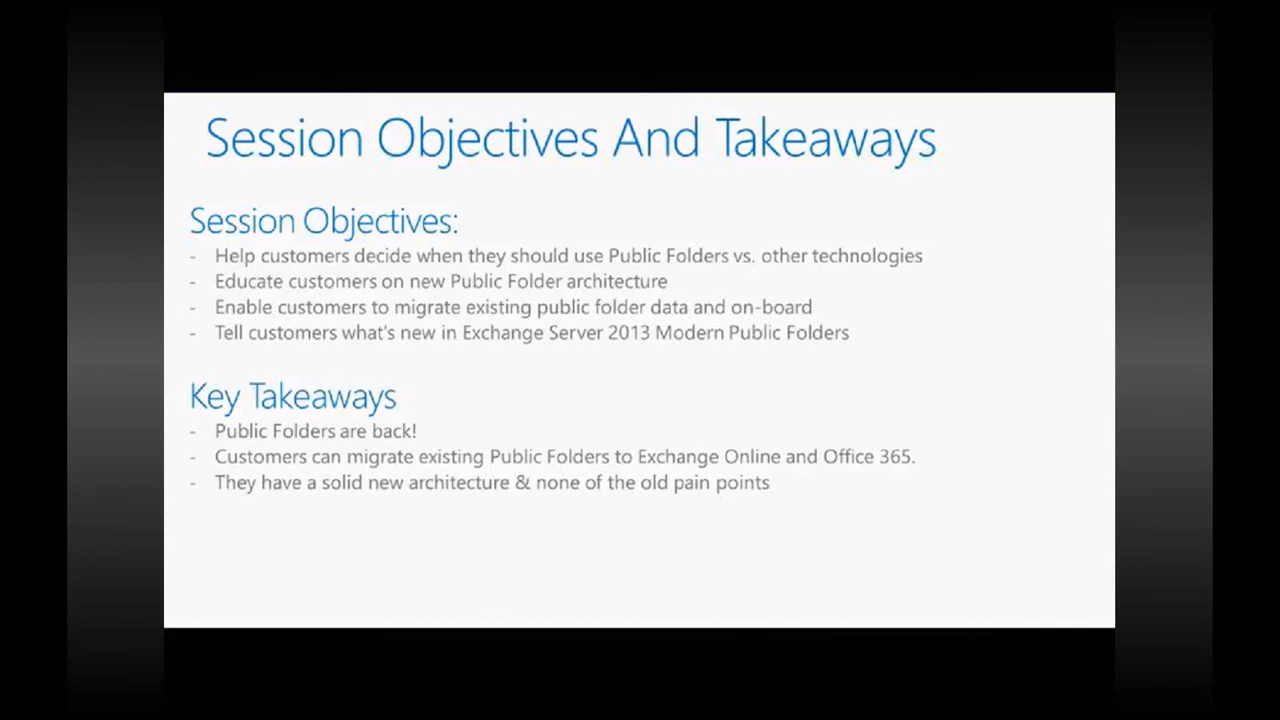 Session Objectives And Takeaways
Session Objectives:
- Help customers decide when they should use Public Folders vs. other technologies
- Educate customers on new Public Folder architecture
- Enable customers to migrate existing public folder data and on-board
- Tell customers what's new in Exchange Server 2013 Modern Public Folders
Key Takeaways
- Public Folders are back!
- Customers can migrate existing Public Folders to Exchange Online and Office 365.
- They have a solid new architecture & none of the old pain points